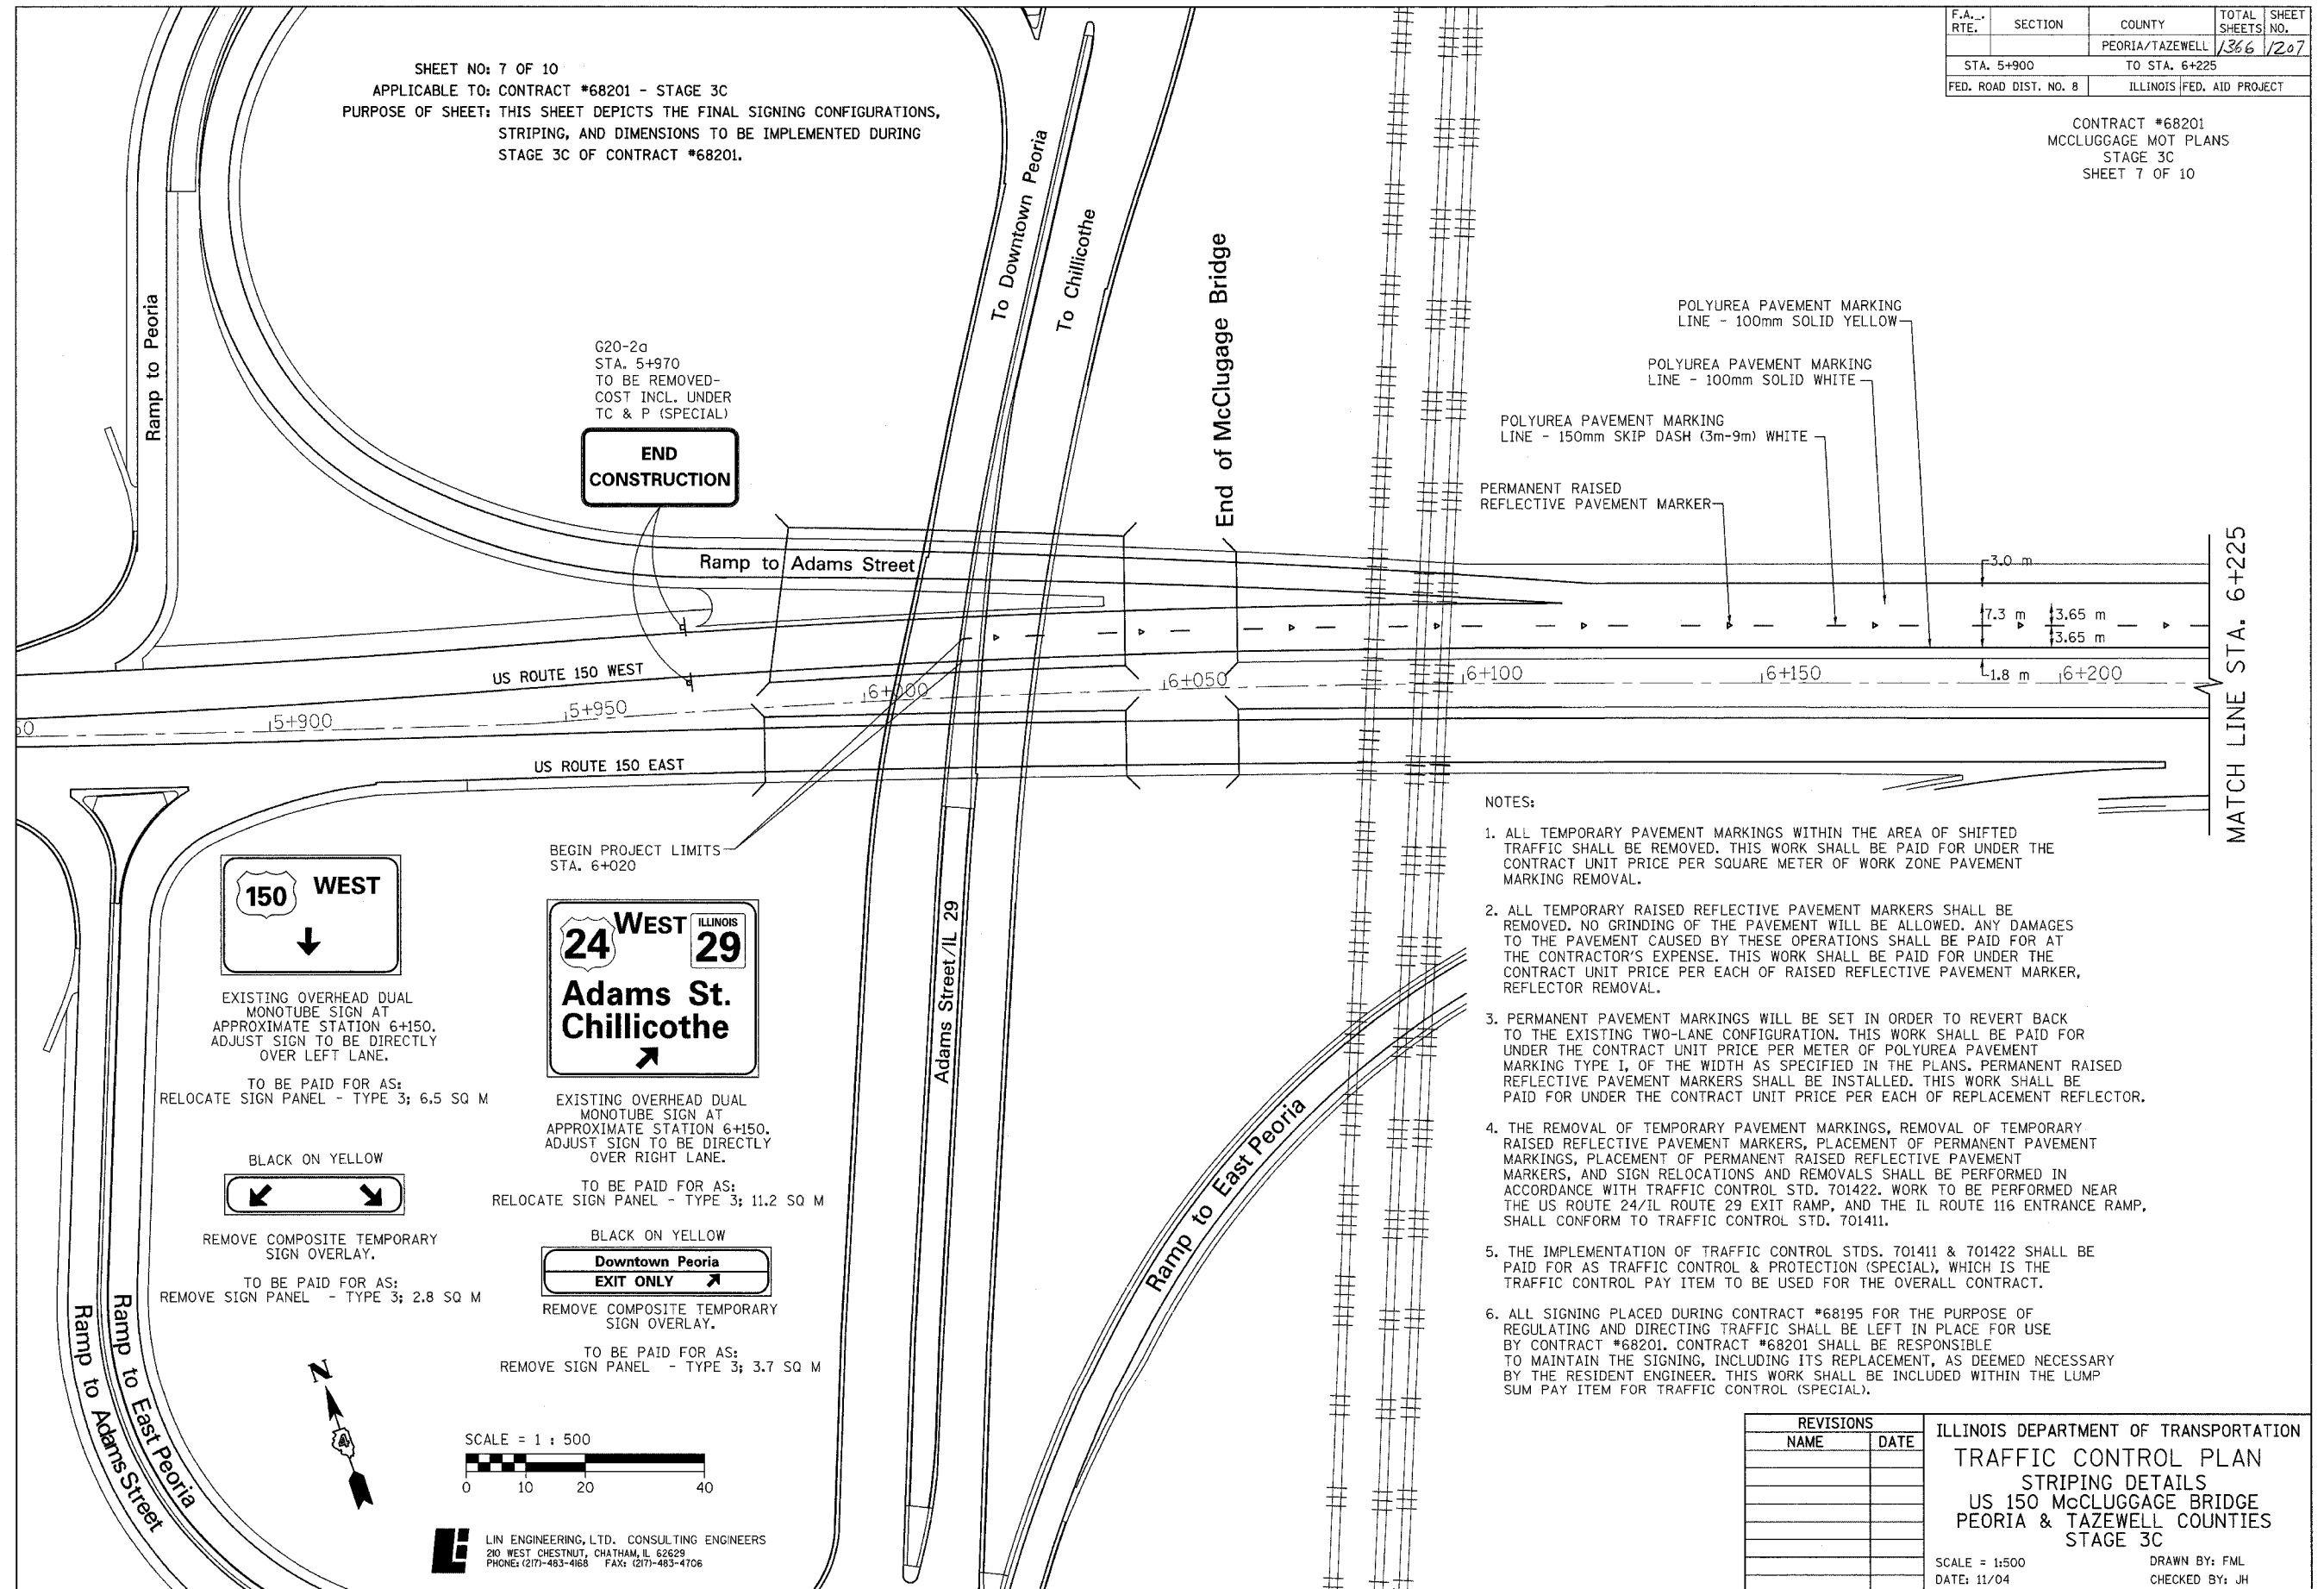 F.A._. RTE. SECTION COUNTY TOTAL SHEETS SHEET NO.
PEORIA/TAZEWELL 1366 1207
STA. 5+900 TO STA. 6+225
FED. ROAD DIST. NO. 8 ILLINOIS FED. AID PROJECT
CONTRACT #68201
MCCLUGGAGE MOT PLANS
STAGE 3C
SHEET 7 OF 10
SHEET NO: 7 OF 10
APPLICABLE TO: CONTRACT #68201 - STAGE 3C
PURPOSE OF SHEET: THIS SHEET DEPICTS THE FINAL SIGNING CONFIGURATIONS,
STRIPING, AND DIMENSIONS TO BE IMPLEMENTED DURING
STAGE 3C OF CONTRACT #68201.
Ramp to Peoria
To Downtown Peoria
To Chillicothe
End of McClugage Bridge
G20-2a
STA. 5+970
TO BE REMOVED-
COST INCL. UNDER
TC & P (SPECIAL)
END
CONSTRUCTION
POLYUREA PAVEMENT MARKING
LINE - 100mm SOLID YELLOW
POLYUREA PAVEMENT MARKING
LINE - 100mm SOLID WHITE
POLYUREA PAVEMENT MARKING
LINE - 150mm SKIP DASH (3m-9m) WHITE
PERMANENT RAISED
REFLECTIVE PAVEMENT MARKER
Ramp to Adams Street
3.0 m
7.3 m 3.65 m
3.65 m
1.8 m
MATCH LINE STA. 6+225
US ROUTE 150 WEST
50 5+900 5+950 6+000 6+050 6+100 6+150 6+200
US ROUTE 150 EAST
BEGIN PROJECT LIMITS
STA. 6+020
150 WEST
EXISTING OVERHEAD DUAL
MONOTUBE SIGN AT
APPROXIMATE STATION 6+150.
ADJUST SIGN TO BE DIRECTLY
OVER LEFT LANE.
TO BE PAID FOR AS:
RELOCATE SIGN PANEL - TYPE 3; 6.5 SQ M
BLACK ON YELLOW
REMOVE COMPOSITE TEMPORARY
SIGN OVERLAY.
TO BE PAID FOR AS:
REMOVE SIGN PANEL - TYPE 3; 2.8 SQ M
24 WEST ILLINOIS 29
Adams St.
Chillicothe
EXISTING OVERHEAD DUAL
MONOTUBE SIGN AT
APPROXIMATE STATION 6+150.
ADJUST SIGN TO BE DIRECTLY
OVER RIGHT LANE.
TO BE PAID FOR AS:
RELOCATE SIGN PANEL - TYPE 3; 11.2 SQ M
BLACK ON YELLOW
Downtown Peoria
EXIT ONLY
REMOVE COMPOSITE TEMPORARY
SIGN OVERLAY.
TO BE PAID FOR AS:
REMOVE SIGN PANEL - TYPE 3; 3.7 SQ M
Adams Street/IL 29
Ramp to East Peoria
Ramp to Adams Street
Ramp to East Peoria
NOTES:
1. ALL TEMPORARY PAVEMENT MARKINGS WITHIN THE AREA OF SHIFTED
TRAFFIC SHALL BE REMOVED. THIS WORK SHALL BE PAID FOR UNDER THE
CONTRACT UNIT PRICE PER SQUARE METER OF WORK ZONE PAVEMENT
MARKING REMOVAL.
2. ALL TEMPORARY RAISED REFLECTIVE PAVEMENT MARKERS SHALL BE
REMOVED. NO GRINDING OF THE PAVEMENT WILL BE ALLOWED. ANY DAMAGES
TO THE PAVEMENT CAUSED BY THESE OPERATIONS SHALL BE PAID FOR AT
THE CONTRACTOR'S EXPENSE. THIS WORK SHALL BE PAID FOR UNDER THE
CONTRACT UNIT PRICE PER EACH OF RAISED REFLECTIVE PAVEMENT MARKER,
REFLECTOR REMOVAL.
3. PERMANENT PAVEMENT MARKINGS WILL BE SET IN ORDER TO REVERT BACK
TO THE EXISTING TWO-LANE CONFIGURATION. THIS WORK SHALL BE PAID FOR
UNDER THE CONTRACT UNIT PRICE PER METER OF POLYUREA PAVEMENT
MARKING TYPE I, OF THE WIDTH AS SPECIFIED IN THE PLANS. PERMANENT RAISED
REFLECTIVE PAVEMENT MARKERS SHALL BE INSTALLED. THIS WORK SHALL BE
PAID FOR UNDER THE CONTRACT UNIT PRICE PER EACH OF REPLACEMENT REFLECTOR.
4. THE REMOVAL OF TEMPORARY PAVEMENT MARKINGS, REMOVAL OF TEMPORARY
RAISED REFLECTIVE PAVEMENT MARKERS, PLACEMENT OF PERMANENT PAVEMENT
MARKINGS, PLACEMENT OF PERMANENT RAISED REFLECTIVE PAVEMENT
MARKERS, AND SIGN RELOCATIONS AND REMOVALS SHALL BE PERFORMED IN
ACCORDANCE WITH TRAFFIC CONTROL STD. 701422. WORK TO BE PERFORMED NEAR
THE US ROUTE 24/IL ROUTE 29 EXIT RAMP, AND THE IL ROUTE 116 ENTRANCE RAMP,
SHALL CONFORM TO TRAFFIC CONTROL STD. 701411.
5. THE IMPLEMENTATION OF TRAFFIC CONTROL STDS. 701411 & 701422 SHALL BE
PAID FOR AS TRAFFIC CONTROL & PROTECTION (SPECIAL), WHICH IS THE
TRAFFIC CONTROL PAY ITEM TO BE USED FOR THE OVERALL CONTRACT.
6. ALL SIGNING PLACED DURING CONTRACT #68195 FOR THE PURPOSE OF
REGULATING AND DIRECTING TRAFFIC SHALL BE LEFT IN PLACE FOR USE
BY CONTRACT #68201. CONTRACT #68201 SHALL BE RESPONSIBLE
TO MAINTAIN THE SIGNING, INCLUDING ITS REPLACEMENT, AS DEEMED NECESSARY
BY THE RESIDENT ENGINEER. THIS WORK SHALL BE INCLUDED WITHIN THE LUMP
SUM PAY ITEM FOR TRAFFIC CONTROL (SPECIAL).
N
4
SCALE = 1 : 500
0 10 20 40
LIN ENGINEERING, LTD. CONSULTING ENGINEERS
210 WEST CHESTNUT, CHATHAM, IL 62629
PHONE: (217)-483-4168 FAX: (217)-483-4706
REVISIONS
NAME DATE
ILLINOIS DEPARTMENT OF TRANSPORTATION
TRAFFIC CONTROL PLAN
STRIPING DETAILS
US 150 McCLUGGAGE BRIDGE
PEORIA & TAZEWELL COUNTIES
STAGE 3C
SCALE = 1:500 DRAWN BY: FML
DATE: 11/04 CHECKED BY: JH